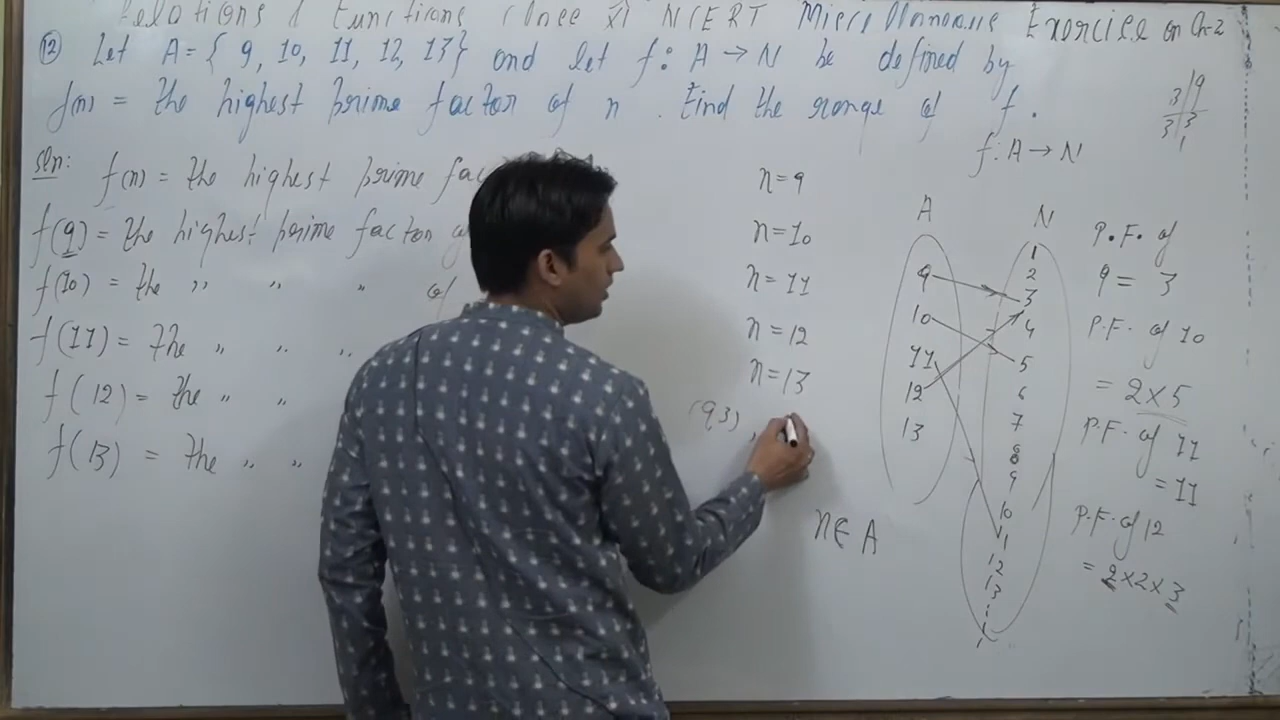 Relations & Functions Class XI NCERT Miscellaneous Exercise on Ch-2
(12) Let A = { 9, 10, 11, 12, 13} and let f: A → N be defined by
f(n) = the highest prime factor of n . Find the range of f .
3 | 9
3 | 3
1
f: A → N
Sln: f(n) = the highest prime fac
f(9) = the highest prime factor of
f(10) = the ,, ,, ,, of
f(11) = The ,, ,, ,,
f(12) = the ,, ,,
f(13) = the ,, ,,
n=9
n=10
n=11
n=12
n=13
(9,3) ,
n∈ A
A
9
10
11
12
13
N
1
2
3
4
5
6
7
8
9
10
11
12
13
P.F. of
9 = 3
P.F. of 10
= 2 × 5
P.F. of 11
= 11
P.F. of 12
= 2×2×3